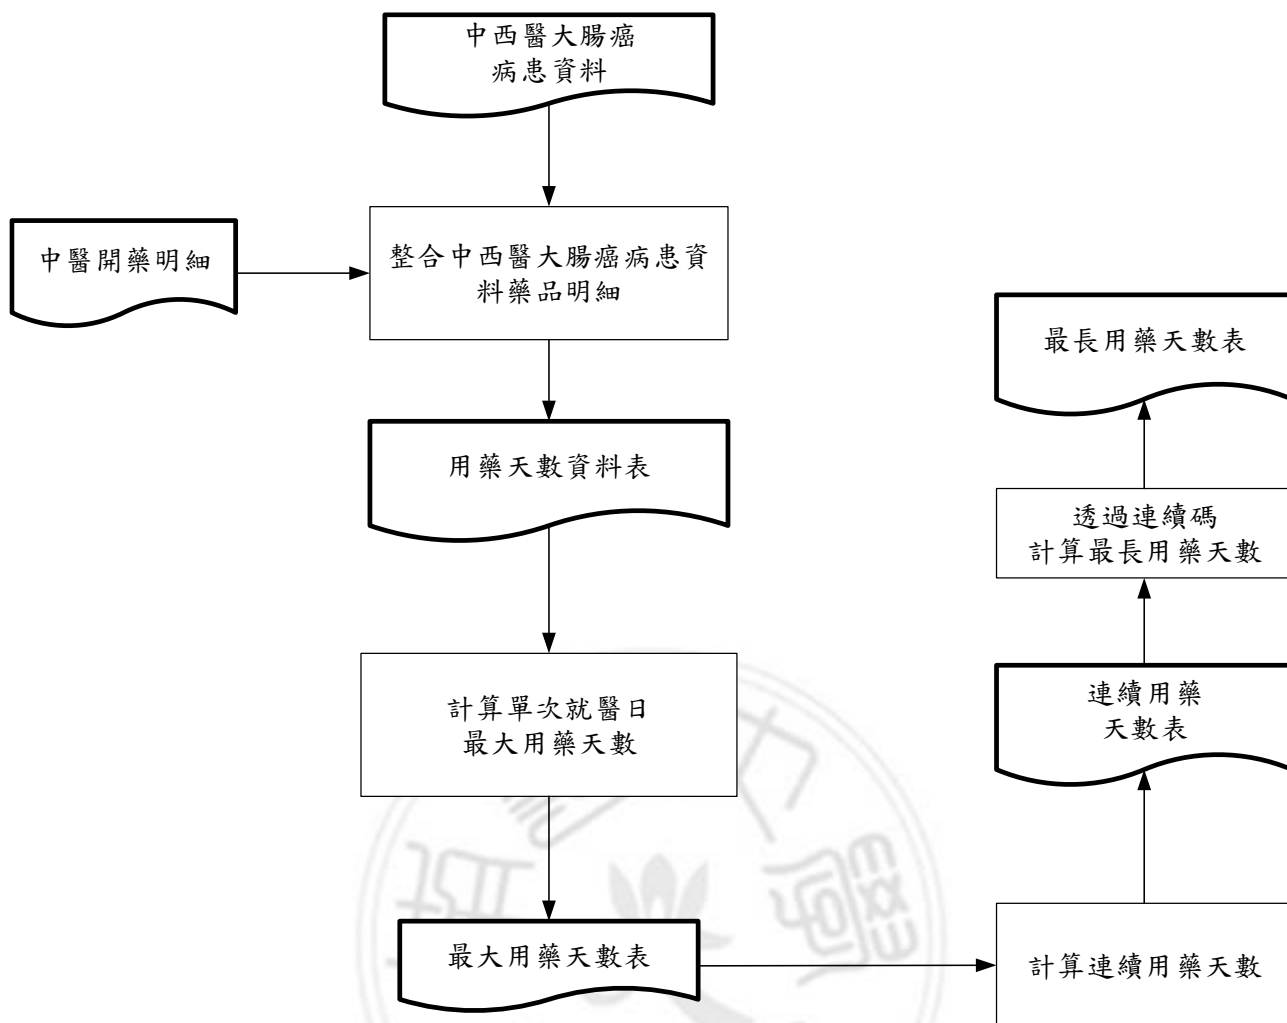 中西醫大腸癌
病患資料
中醫開藥明細
整合中西醫大腸癌病患資
料藥品明細
用藥天數資料表
計算單次就醫日
最大用藥天數
最大用藥天數表
計算連續用藥天數
連續用藥
天數表
透過連續碼
計算最長用藥天數
最長用藥天數表